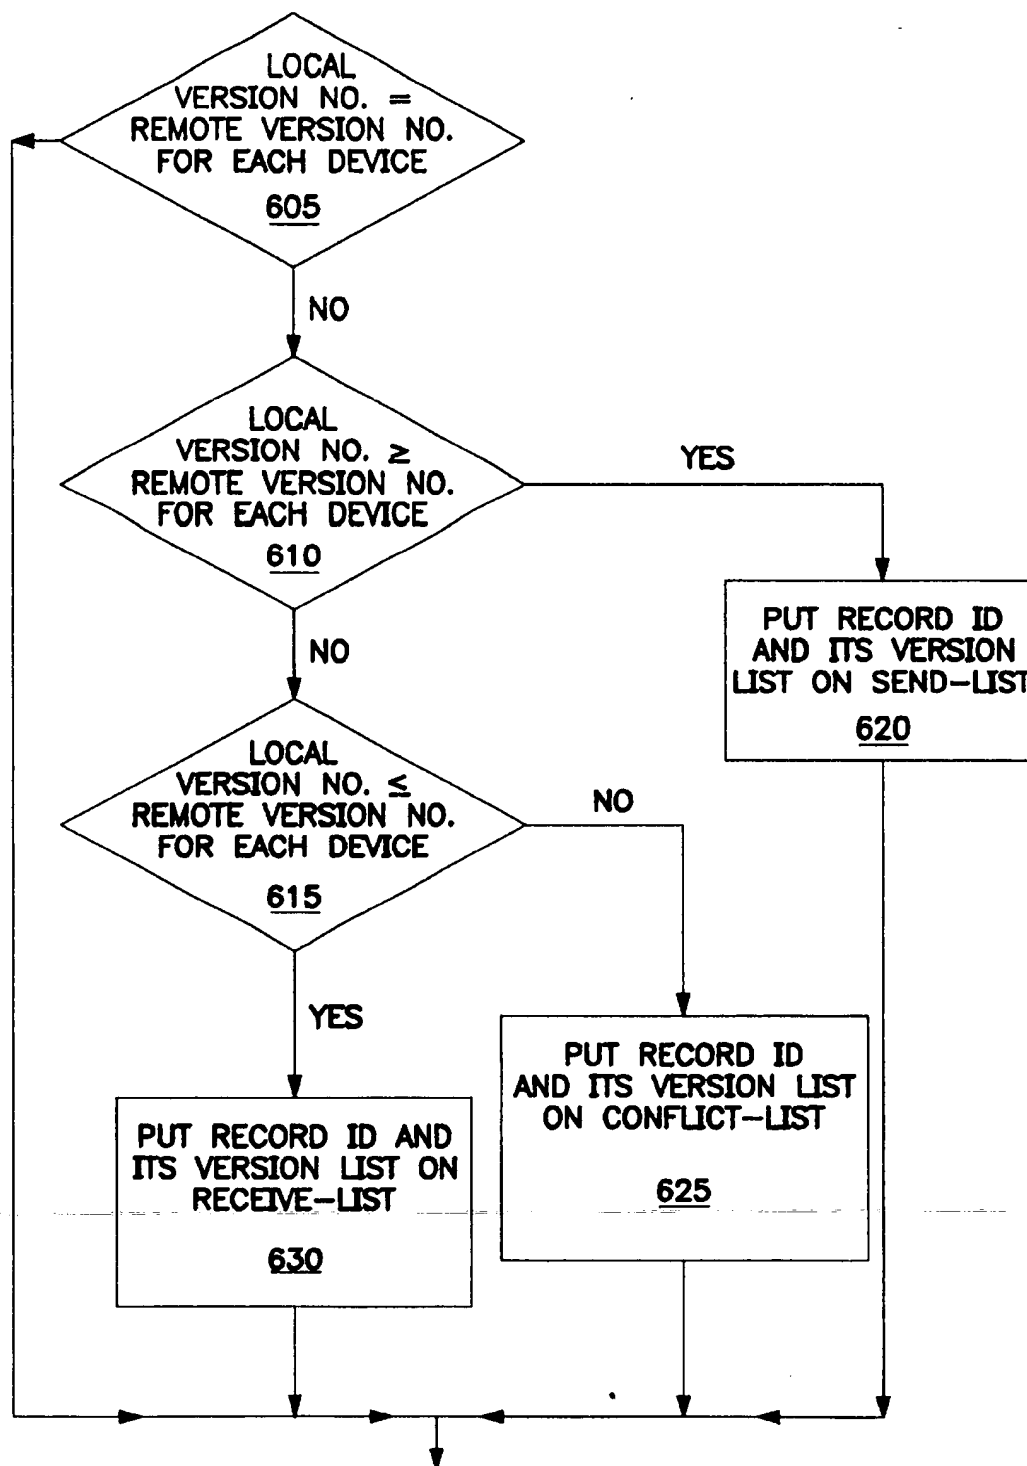 LOCAL
VERSION NO. =
REMOTE VERSION NO.
FOR EACH DEVICE
605
NO
LOCAL
VERSION NO. ≥
REMOTE VERSION NO.
FOR EACH DEVICE
610
YES
NO
PUT RECORD ID
AND ITS VERSION
LIST ON SEND-LIST
620
LOCAL
VERSION NO. ≤
REMOTE VERSION NO.
FOR EACH DEVICE
615
NO
YES
PUT RECORD ID
AND ITS VERSION LIST
ON CONFLICT-LIST
625
PUT RECORD ID AND
ITS VERSION LIST ON
RECEIVE-LIST
630